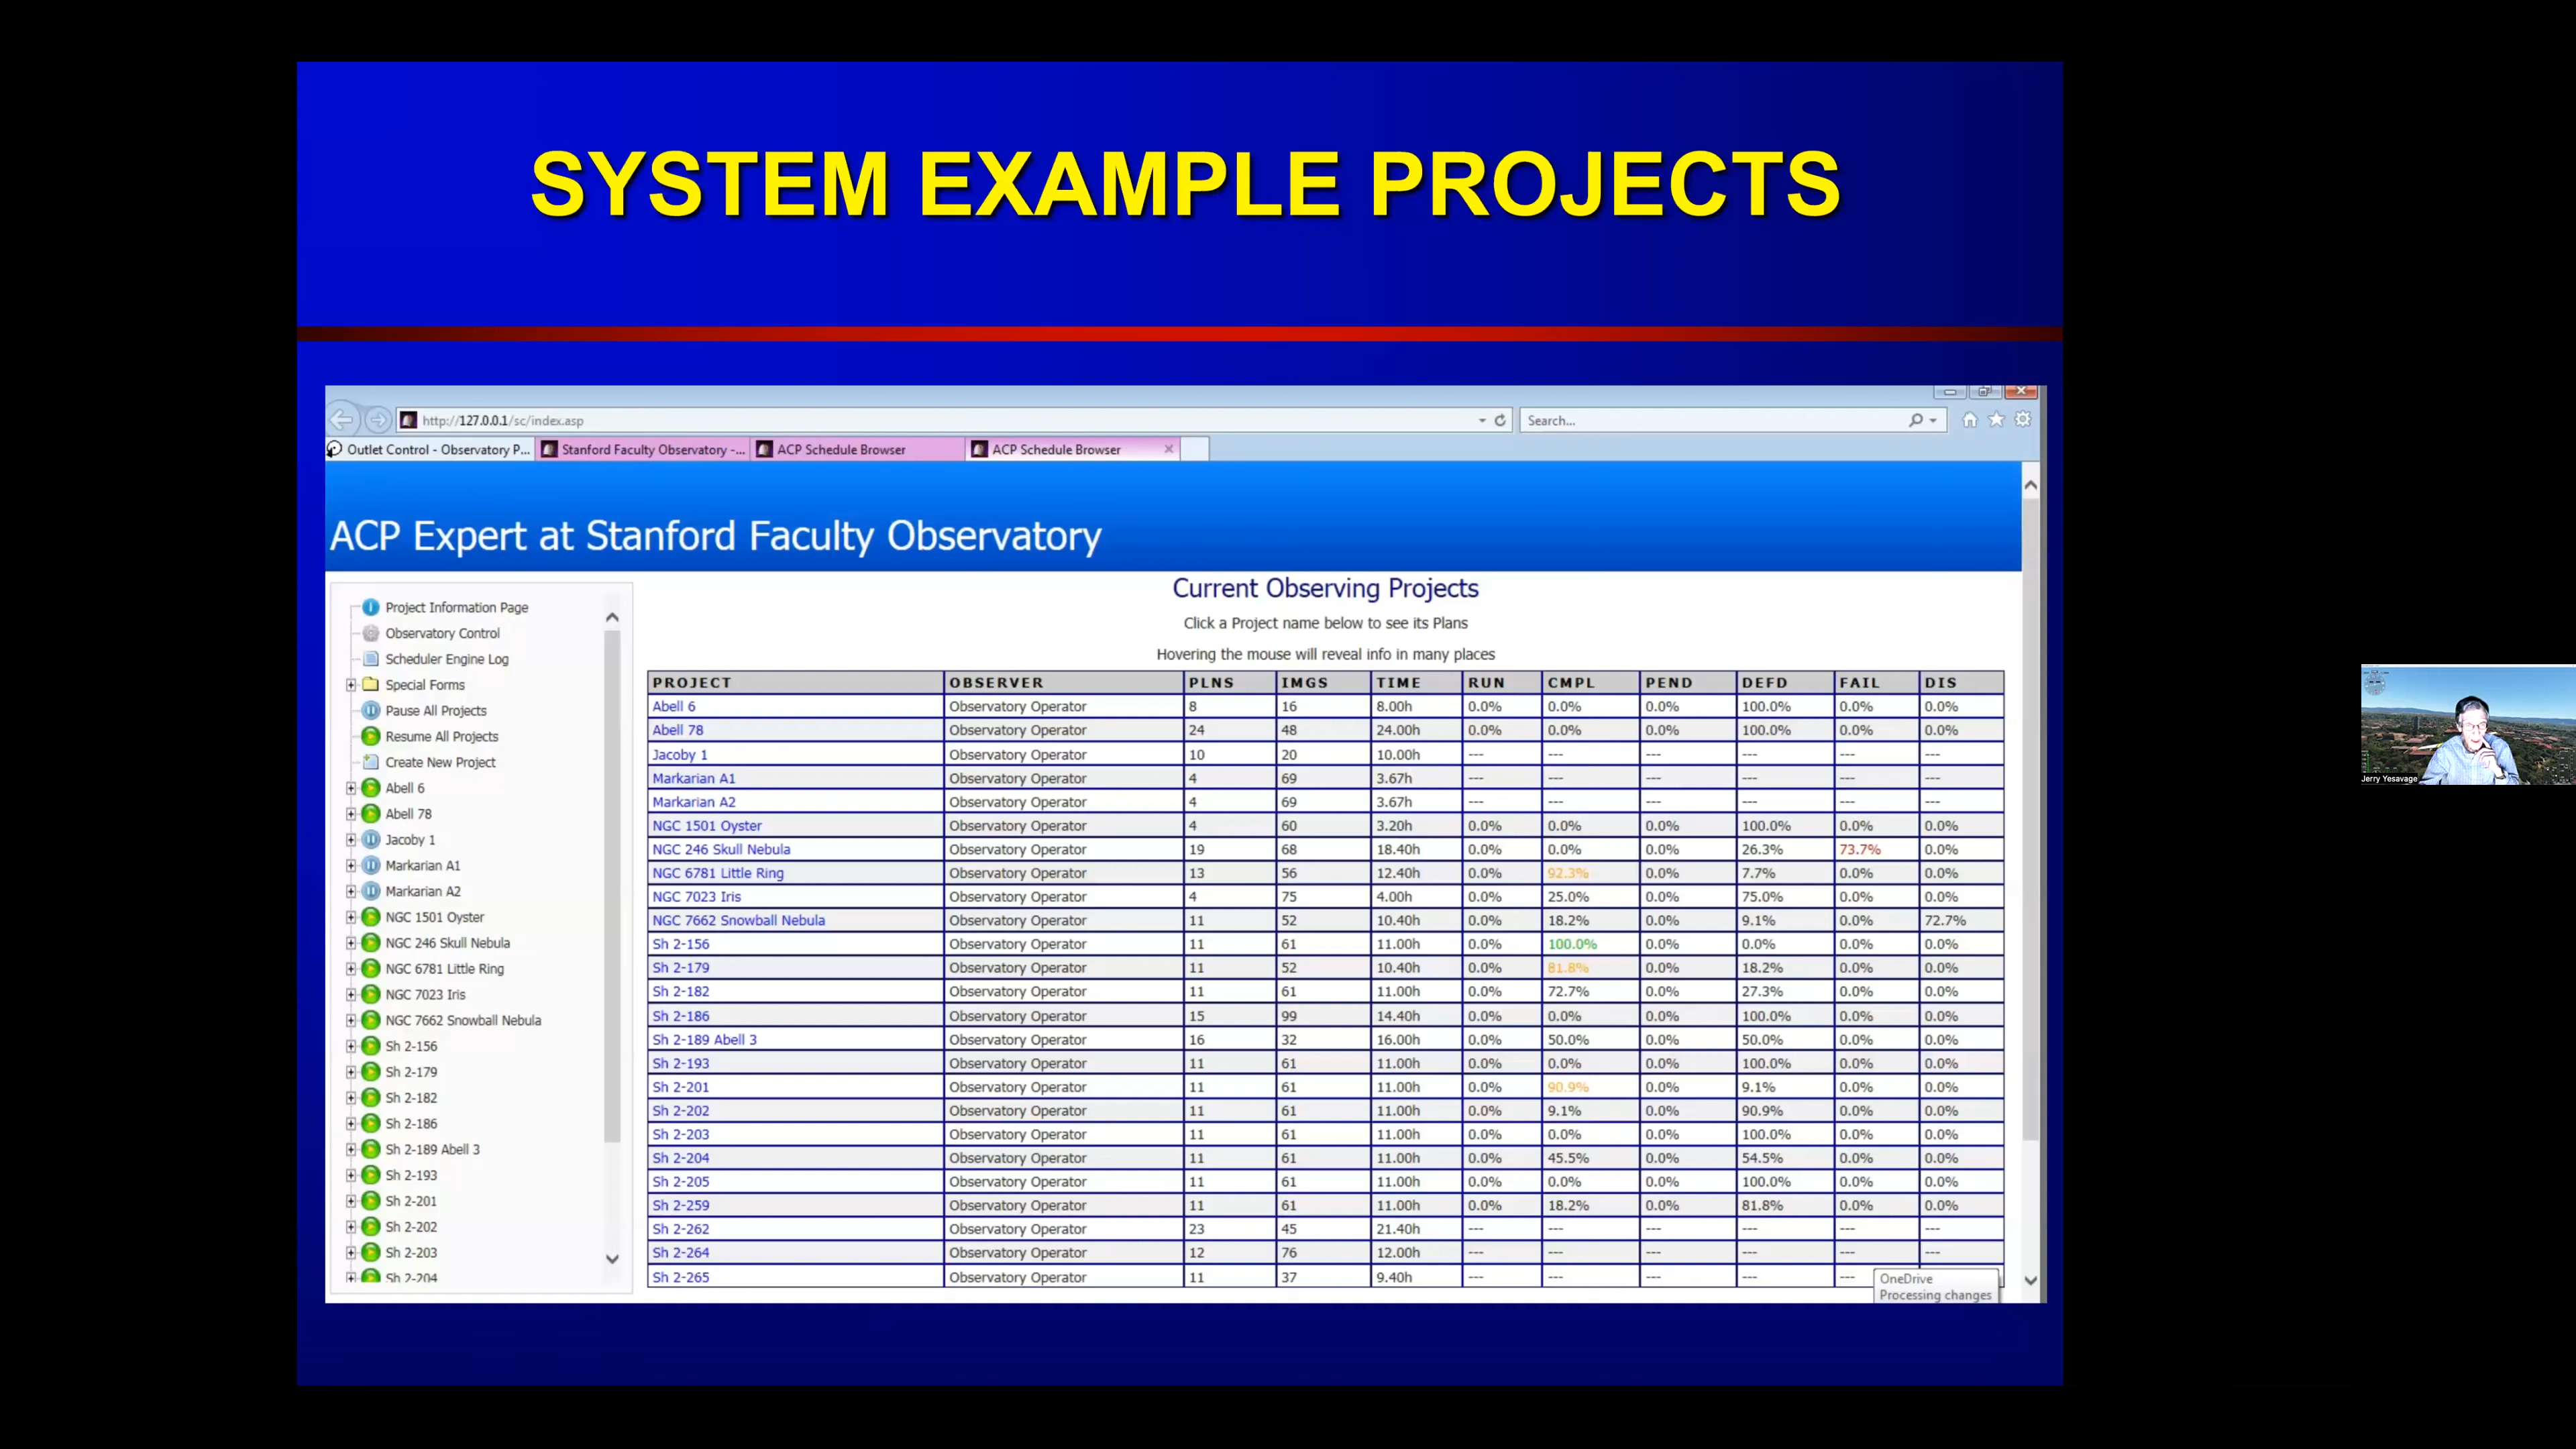 SYSTEM EXAMPLE PROJECTS
http://127.0.0.1/sc/index.asp
Search...
Outlet Control - Observatory P... Stanford Faculty Observatory -... ACP Schedule Browser ACP Schedule Browser
ACP Expert at Stanford Faculty Observatory
Project Information Page
Observatory Control
Scheduler Engine Log
Special Forms
Pause All Projects
Resume All Projects
Create New Project
Abell 6
Abell 78
Jacoby 1
Markarian A1
Markarian A2
NGC 1501 Oyster
NGC 246 Skull Nebula
NGC 6781 Little Ring
NGC 7023 Iris
NGC 7662 Snowball Nebula
Sh 2-156
Sh 2-179
Sh 2-182
Sh 2-186
Sh 2-189 Abell 3
Sh 2-193
Sh 2-201
Sh 2-202
Sh 2-203
Sh 2-204
Current Observing Projects
Click a Project name below to see its Plans
Hovering the mouse will reveal info in many places
PROJECT OBSERVER PLNS IMGS TIME RUN CMPL PEND DEFD FAIL DIS
Abell 6 Observatory Operator 8 16 8.00h 0.0% 0.0% 0.0% 100.0% 0.0% 0.0%
Abell 78 Observatory Operator 24 48 24.00h 0.0% 0.0% 0.0% 100.0% 0.0% 0.0%
Jacoby 1 Observatory Operator 10 20 10.00h --- --- --- --- --- ---
Markarian A1 Observatory Operator 4 69 3.67h --- --- --- --- --- ---
Markarian A2 Observatory Operator 4 69 3.67h --- --- --- --- --- ---
NGC 1501 Oyster Observatory Operator 4 60 3.20h 0.0% 0.0% 0.0% 100.0% 0.0% 0.0%
NGC 246 Skull Nebula Observatory Operator 19 68 18.40h 0.0% 0.0% 0.0% 26.3% 73.7% 0.0%
NGC 6781 Little Ring Observatory Operator 13 56 12.40h 0.0% 92.3% 0.0% 7.7% 0.0% 0.0%
NGC 7023 Iris Observatory Operator 4 75 4.00h 0.0% 25.0% 0.0% 75.0% 0.0% 0.0%
NGC 7662 Snowball Nebula Observatory Operator 11 52 10.40h 0.0% 18.2% 0.0% 9.1% 0.0% 72.7%
Sh 2-156 Observatory Operator 11 61 11.00h 0.0% 100.0% 0.0% 0.0% 0.0% 0.0%
Sh 2-179 Observatory Operator 11 52 10.40h 0.0% 81.8% 0.0% 18.2% 0.0% 0.0%
Sh 2-182 Observatory Operator 11 61 11.00h 0.0% 72.7% 0.0% 27.3% 0.0% 0.0%
Sh 2-186 Observatory Operator 15 99 14.40h 0.0% 0.0% 0.0% 100.0% 0.0% 0.0%
Sh 2-189 Abell 3 Observatory Operator 16 32 16.00h 0.0% 50.0% 0.0% 50.0% 0.0% 0.0%
Sh 2-193 Observatory Operator 11 61 11.00h 0.0% 0.0% 0.0% 100.0% 0.0% 0.0%
Sh 2-201 Observatory Operator 11 61 11.00h 0.0% 90.9% 0.0% 9.1% 0.0% 0.0%
Sh 2-202 Observatory Operator 11 61 11.00h 0.0% 9.1% 0.0% 90.9% 0.0% 0.0%
Sh 2-203 Observatory Operator 11 61 11.00h 0.0% 0.0% 0.0% 100.0% 0.0% 0.0%
Sh 2-204 Observatory Operator 11 61 11.00h 0.0% 45.5% 0.0% 54.5% 0.0% 0.0%
Sh 2-205 Observatory Operator 11 61 11.00h 0.0% 0.0% 0.0% 100.0% 0.0% 0.0%
Sh 2-259 Observatory Operator 11 61 11.00h 0.0% 18.2% 0.0% 81.8% 0.0% 0.0%
Sh 2-262 Observatory Operator 23 45 21.40h --- --- --- --- --- ---
Sh 2-264 Observatory Operator 12 76 12.00h --- --- --- --- --- ---
Sh 2-265 Observatory Operator 11 37 9.40h --- --- --- --- ---
OneDrive
Processing changes
Jerry Yesavage